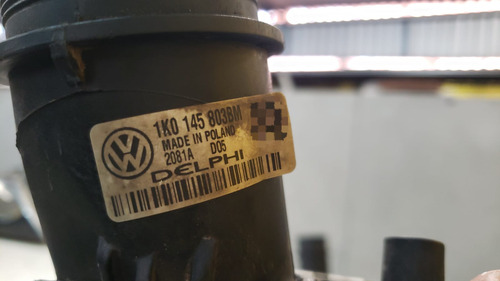 1K0 145 803BM
MADE IN POLAND
2081A D05
DELPHI